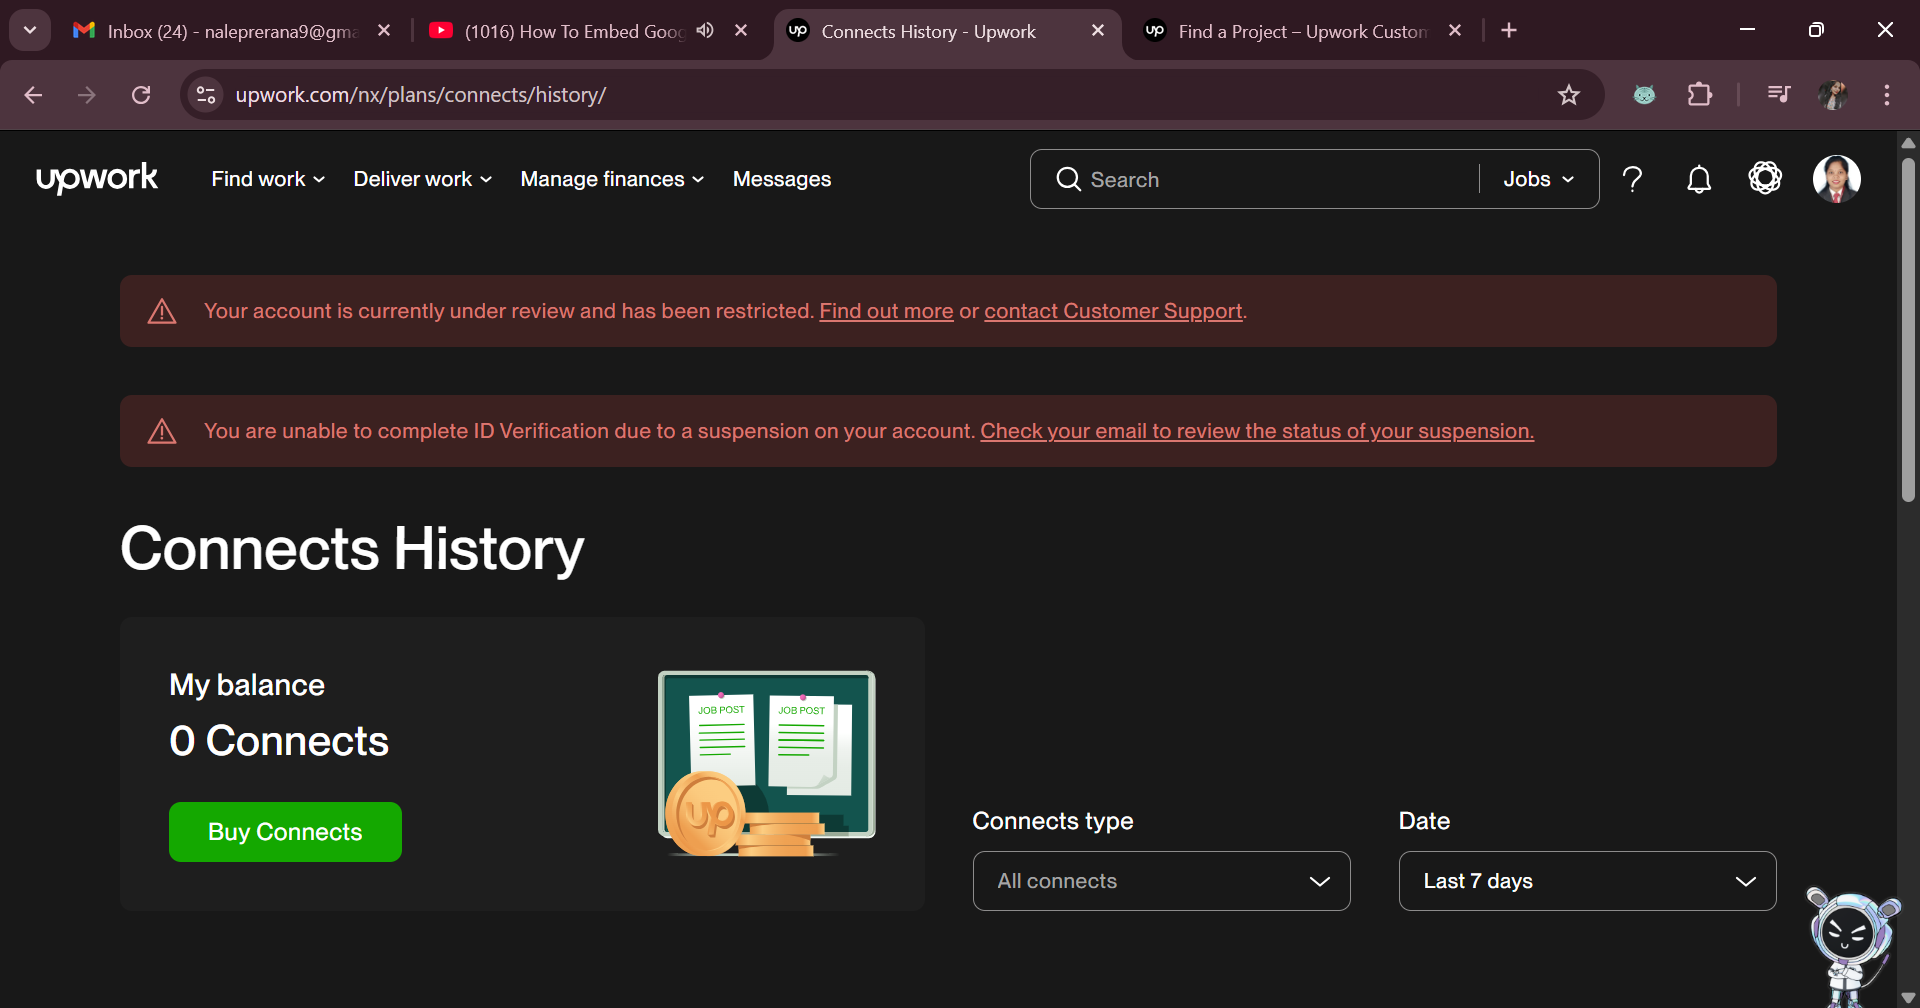 Inbox (24) - naleprerana9@gma
(1016) How To Embed Goog
Connects History - Upwork
Find a Project – Upwork Custom
upwork.com/nx/plans/connects/history/
upwork
Find work
Deliver work
Manage finances
Messages
Search
Jobs
Your account is currently under review and has been restricted. Find out more or contact Customer Support.
You are unable to complete ID Verification due to a suspension on your account. Check your email to review the status of your suspension.
Connects History
My balance
0 Connects
Buy Connects
JOB POST
JOB POST
up
Connects type
All connects
Date
Last 7 days